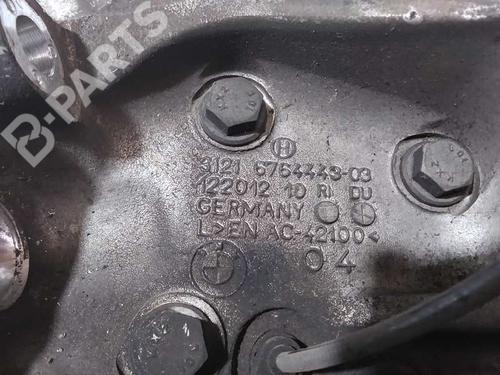 B-PARTS
H
3121 6764443-03
122012 10 RI DU
GERMANY
L>EN AC-42100<
04